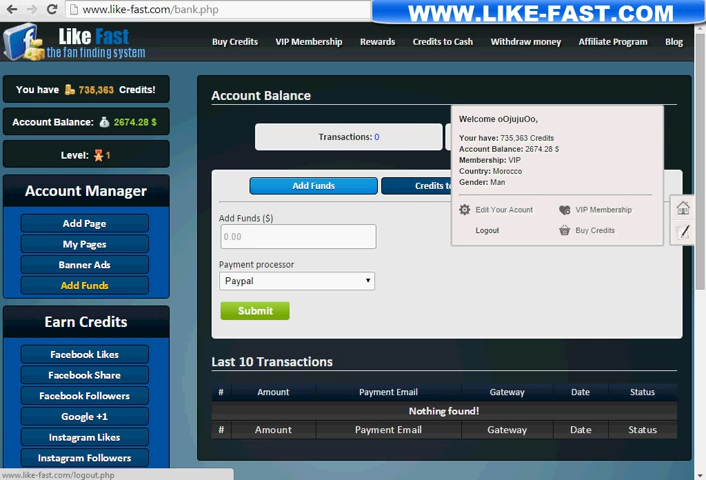 www.like-fast.com/bank.php
WWW.LIKE-FAST.COM
Like Fast
the fan finding system
Buy Credits VIP Membership Rewards Credits to Cash Withdraw money Affiliate Program Blog
You have 735,363 Credits!
Account Balance: 2674.28 $
Level: 1
Account Manager
Add Page
My Pages
Banner Ads
Add Funds
Earn Credits
Facebook Likes
Facebook Share
Facebook Followers
Google +1
Instagram Likes
Instagram Followers
www.like-fast.com/logout.php
Account Balance
Transactions: 0
Welcome oOjujuOo,
Your have: 735,363 Credits
Account Balance: 2674.28 $
Membership: VIP
Country: Morocco
Gender: Man
Edit Your Acount VIP Membership
Logout Buy Credits
Add Funds Credits to
Add Funds ($)
0.00
Payment processor
Paypal
Submit
Last 10 Transactions
# Amount Payment Email Gateway Date Status
Nothing found!
# Amount Payment Email Gateway Date Status